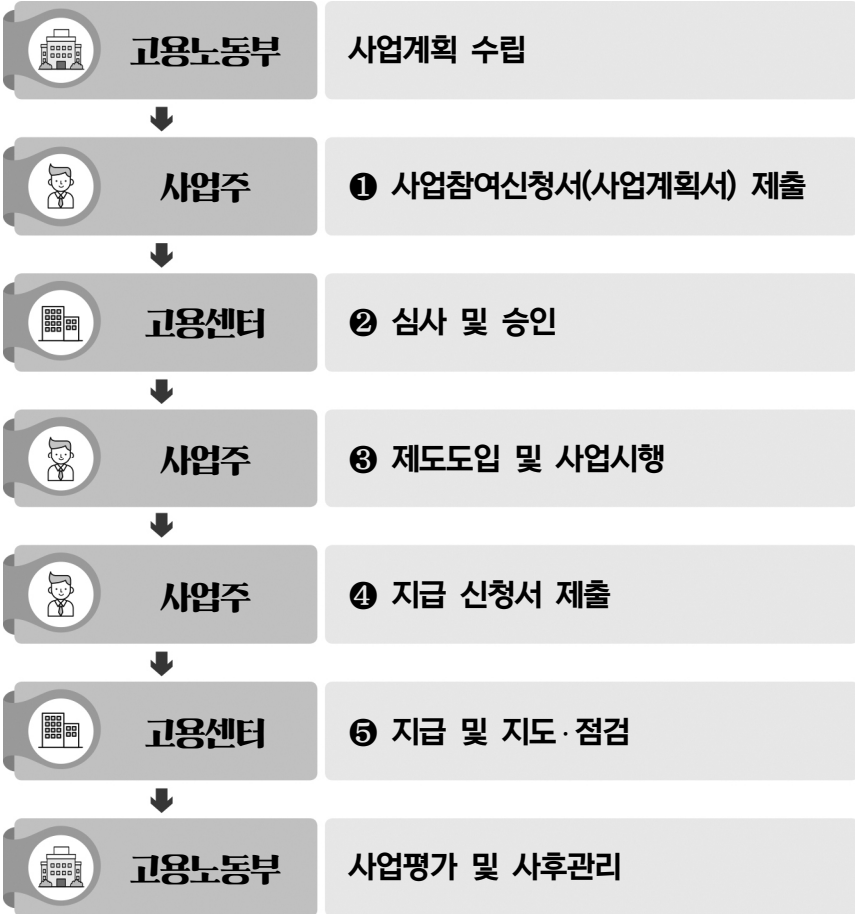 고용노동부 사업계획 수립
사업주 ❶ 사업참여신청서(사업계획서) 제출
고용센터 ❷ 심사 및 승인
사업주 ❸ 제도도입 및 사업시행
사업주 ❹ 지급 신청서 제출
고용센터 ❺ 지급 및 지도·점검
고용노동부 사업평가 및 사후관리